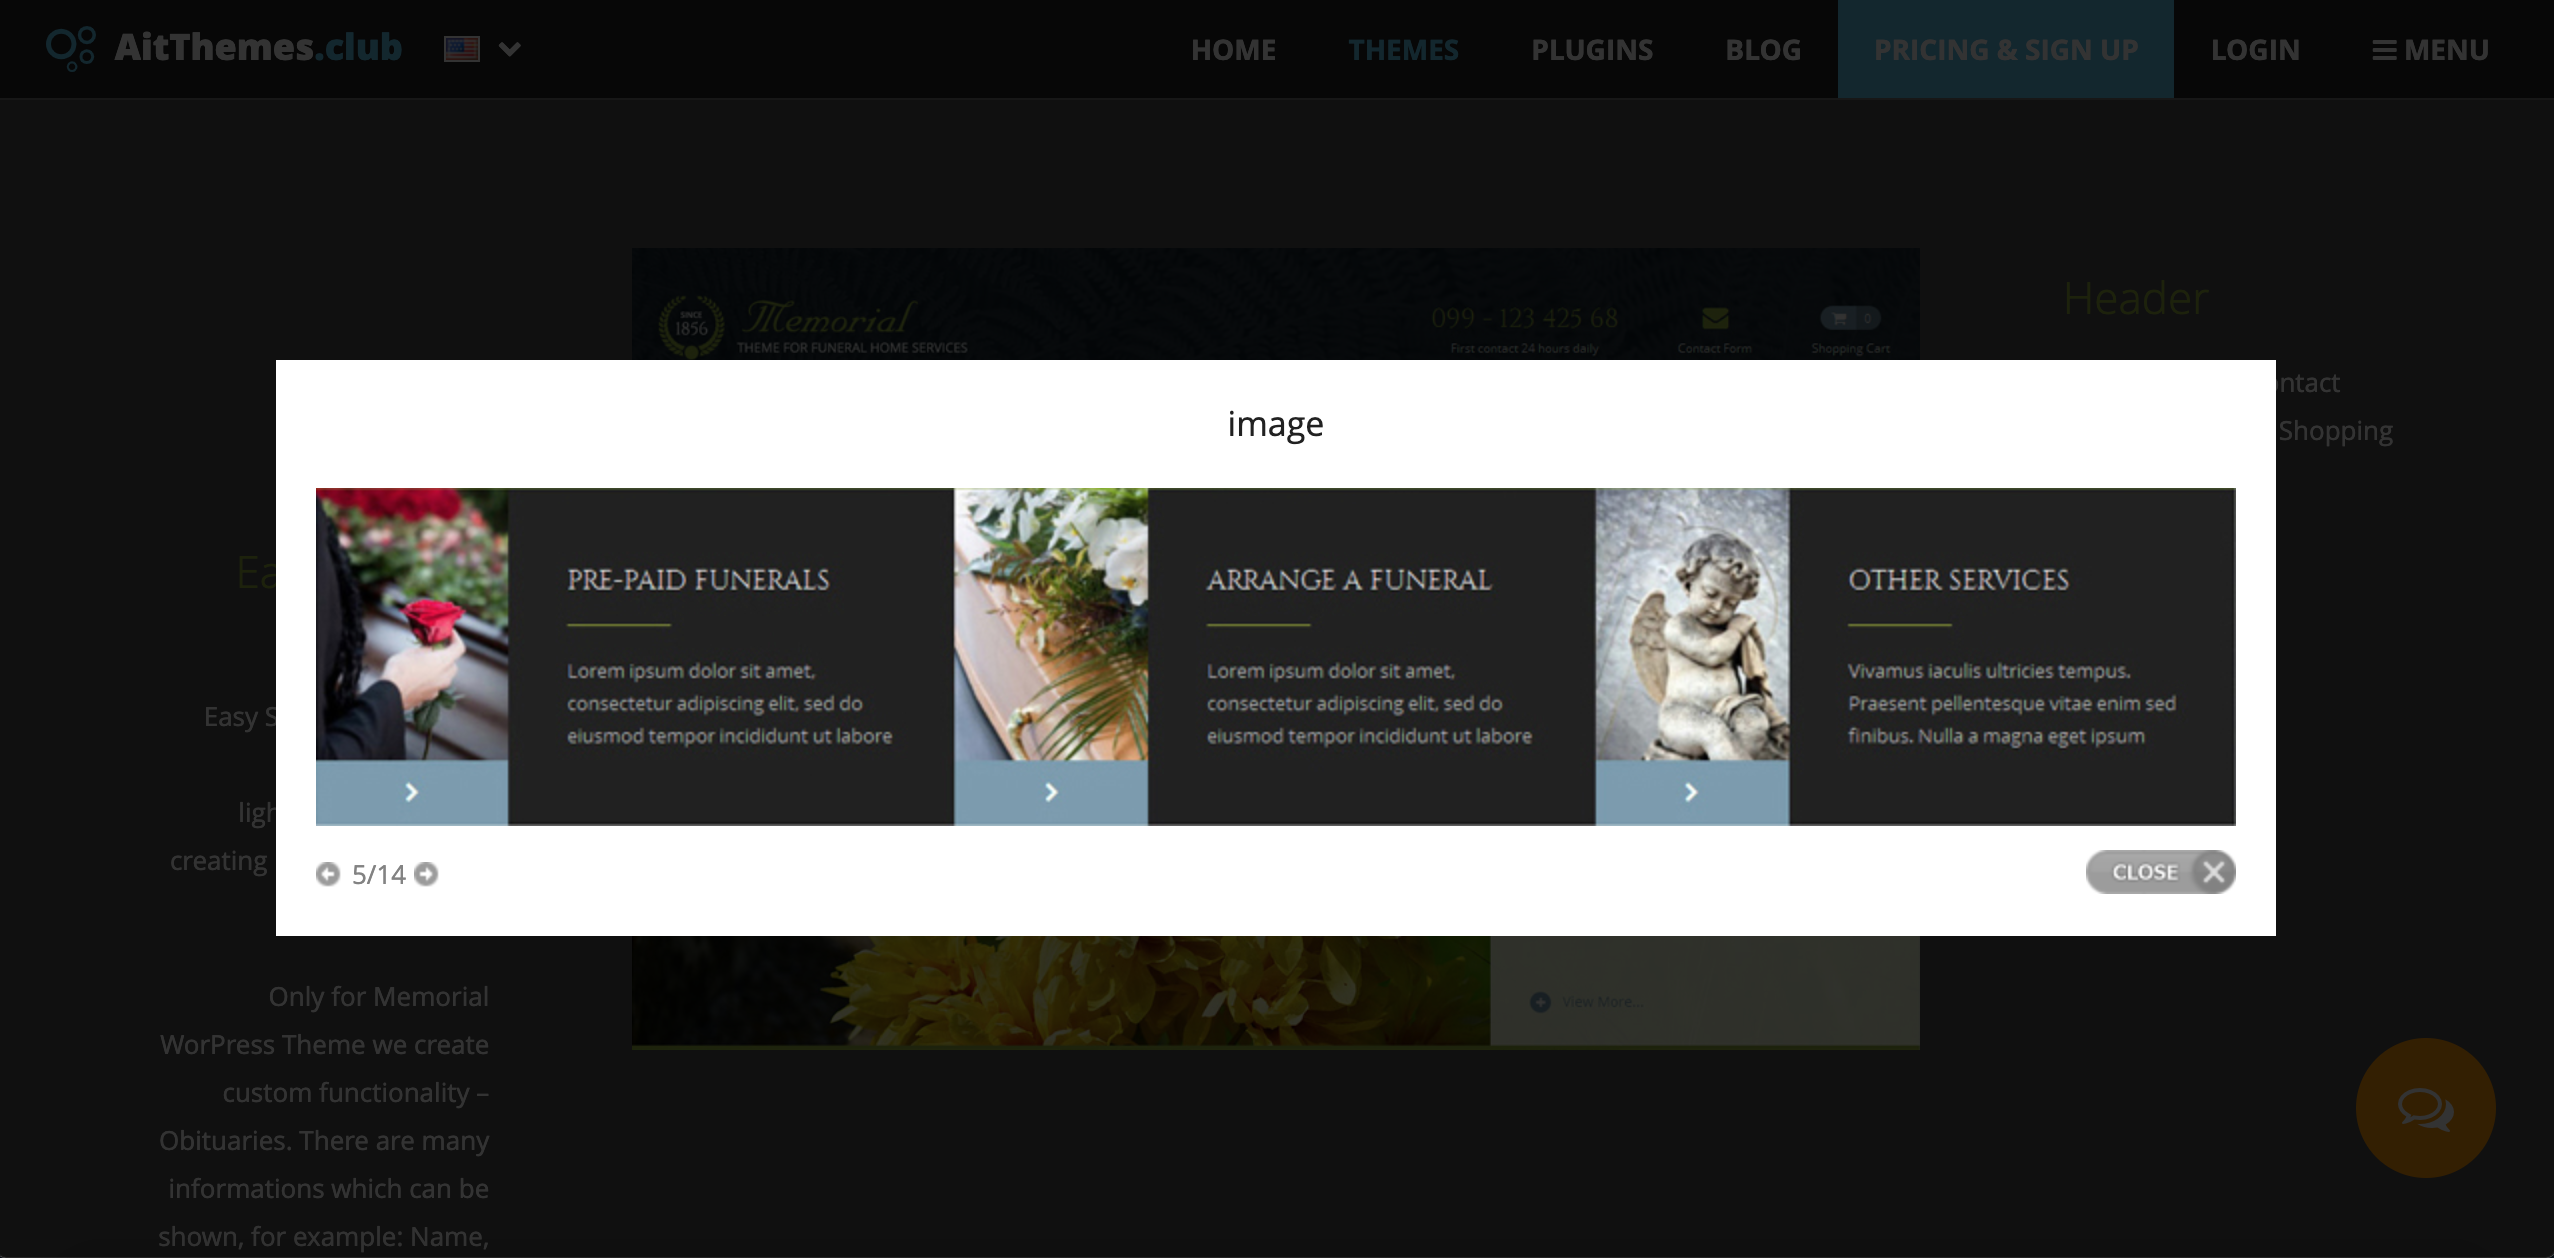 AitThemes.club
HOME
THEMES
PLUGINS
BLOG
PRICING & SIGN UP
LOGIN
MENU
SINCE
1856
Memorial
THEME FOR FUNERAL HOME SERVICES
099 - 123 425 68
First contact 24 hours daily
Contact Form
0
Shopping Cart
Header
Shopping
image
PRE-PAID FUNERALS
Lorem ipsum dolor sit amet,
consectetur adipiscing elit, sed do
eiusmod tempor incididunt ut labore
ARRANGE A FUNERAL
Lorem ipsum dolor sit amet,
consectetur adipiscing elit, sed do
eiusmod tempor incididunt ut labore
OTHER SERVICES
Vivamus iaculis ultricies tempus.
Praesent pellentesque vitae enim sed
finibus. Nulla a magna eget ipsum
5/14
CLOSE
Easy
creating
Only for Memorial
WorPress Theme we create
custom functionality –
Obituaries. There are many
informations which can be
shown, for example: Name,
View More...